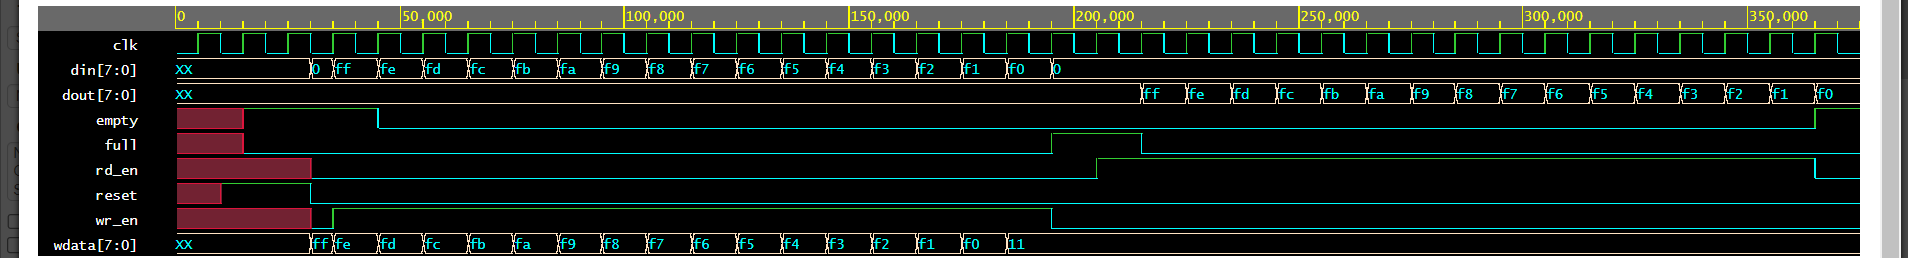 0 50,000 100,000 150,000 200,000 250,000 300,000 350,000
clk
din[7:0] XX 0 ff fe fd fc fb fa f9 f8 f7 f6 f5 f4 f3 f2 f1 f0 0
dout[7:0] XX ff fe fd fc fb fa f9 f8 f7 f6 f5 f4 f3 f2 f1 f0
empty
full
rd_en
reset
wr_en
wdata[7:0] XX ff fe fd fc fb fa f9 f8 f7 f6 f5 f4 f3 f2 f1 f0 11